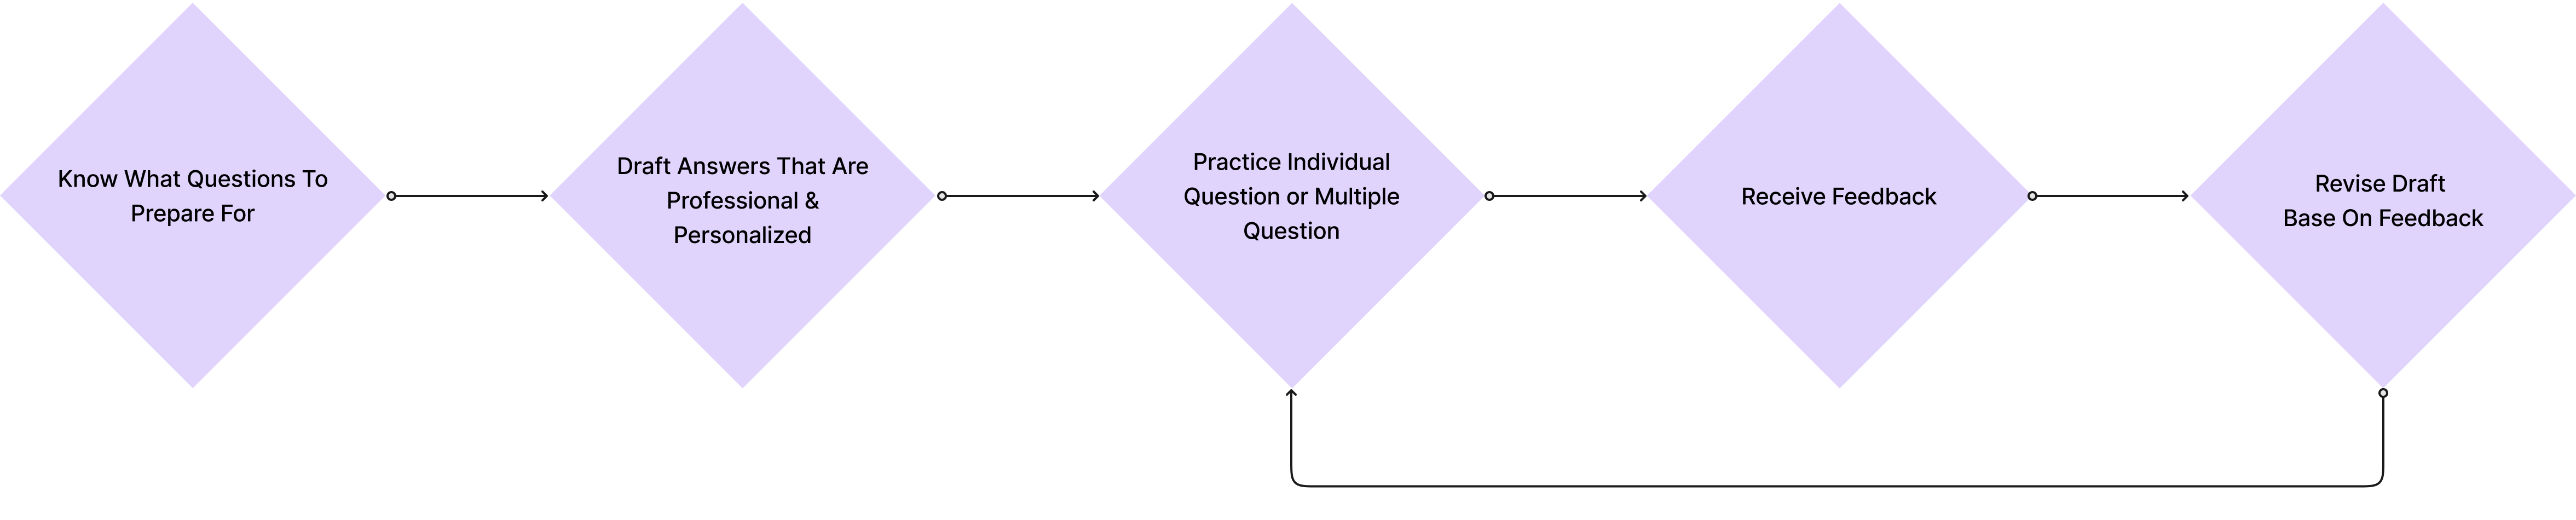 Know What Questions To
Prepare For
Draft Answers That Are
Professional &
Personalized
Practice Individual
Question or Multiple
Question
Receive Feedback
Revise Draft
Base On Feedback